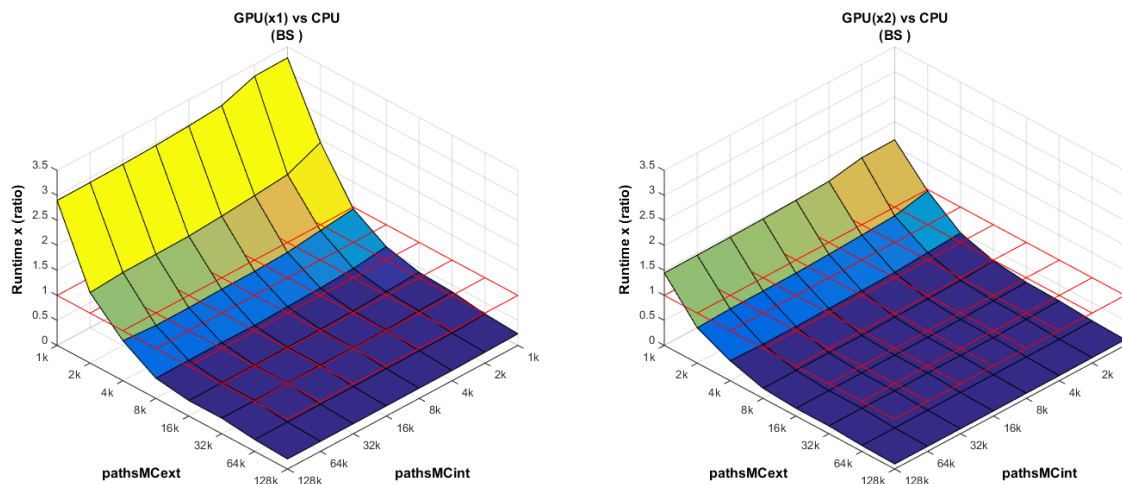 GPU(x1) vs CPU
(BS )
Runtime x (ratio)
3.5
3
2.5
2
1.5
1
0.5
0
1k
2k
4k
8k
16k
32k
64k
128k
pathsMCext
128k
64k
32k
16k
8k
4k
2k
1k
pathsMCint
GPU(x2) vs CPU
(BS )
Runtime x (ratio)
3.5
3
2.5
2
1.5
1
0.5
0
1k
2k
4k
8k
16k
32k
64k
128k
pathsMCext
128k
64k
32k
16k
8k
4k
2k
1k
pathsMCint